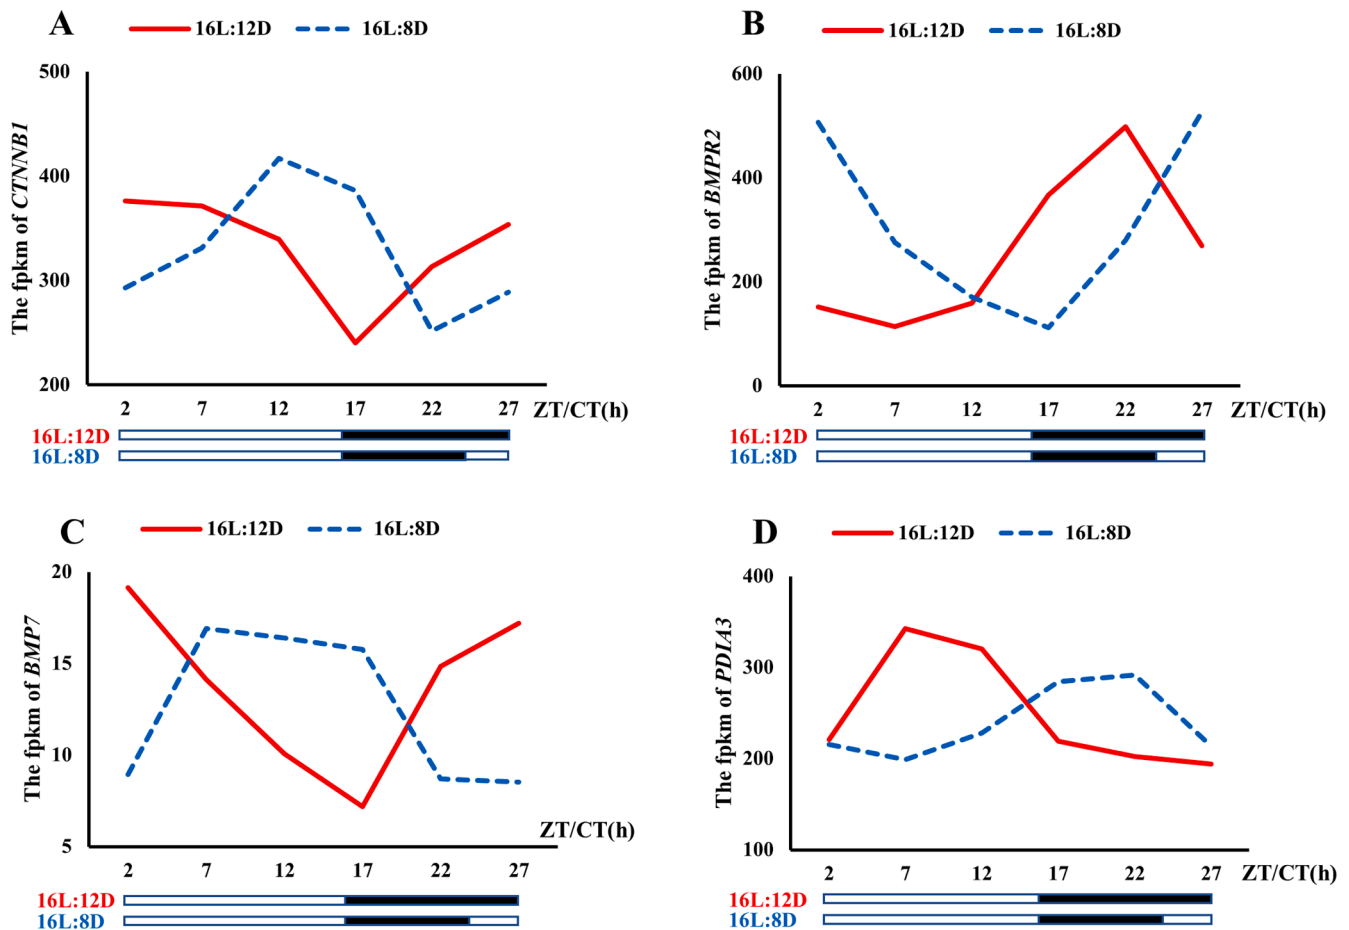 A
16L:12D 16L:8D
The fpkm of CTNNB1
500
400
300
200
2 7 12 17 22 27 ZT/CT(h)
16L:12D
16L:8D
B
16L:12D 16L:8D
The fpkm of BMPR2
600
400
200
0
2 7 12 17 22 27 ZT/CT(h)
16L:12D
16L:8D
C
16L:12D 16L:8D
The fpkm of BMP7
20
15
10
5
ZT/CT(h)
2 7 12 17 22 27
16L:12D
16L:8D
D
16L:12D 16L:8D
The fpkm of PDIA3
400
300
200
100
2 7 12 17 22 27 ZT/CT(h)
16L:12D
16L:8D